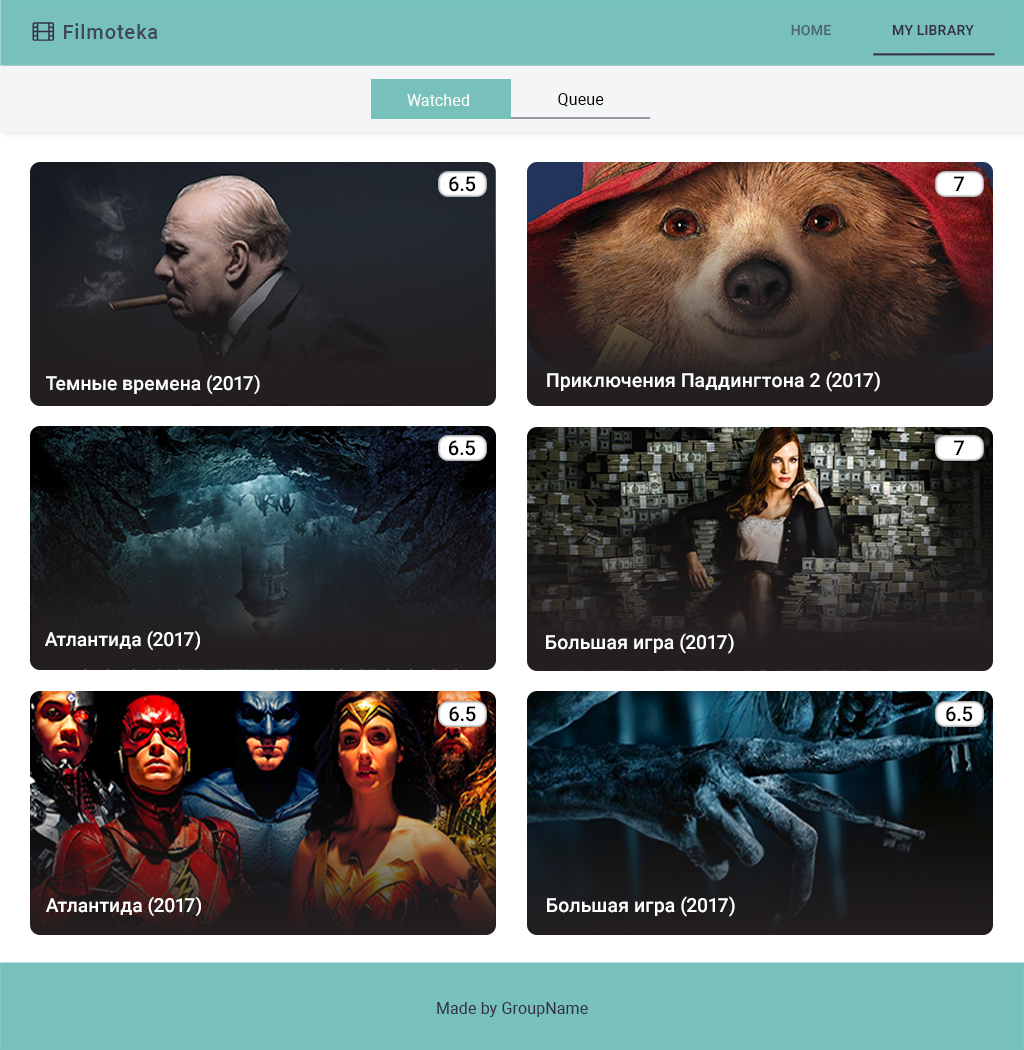 Filmoteka
HOME
MY LIBRARY
Watched
Queue
6.5
Темные времена (2017)
7
Приключения Паддингтона 2 (2017)
6.5
Атлантида (2017)
7
Большая игра (2017)
6.5
Атлантида (2017)
6.5
Большая игра (2017)
Made by GroupName